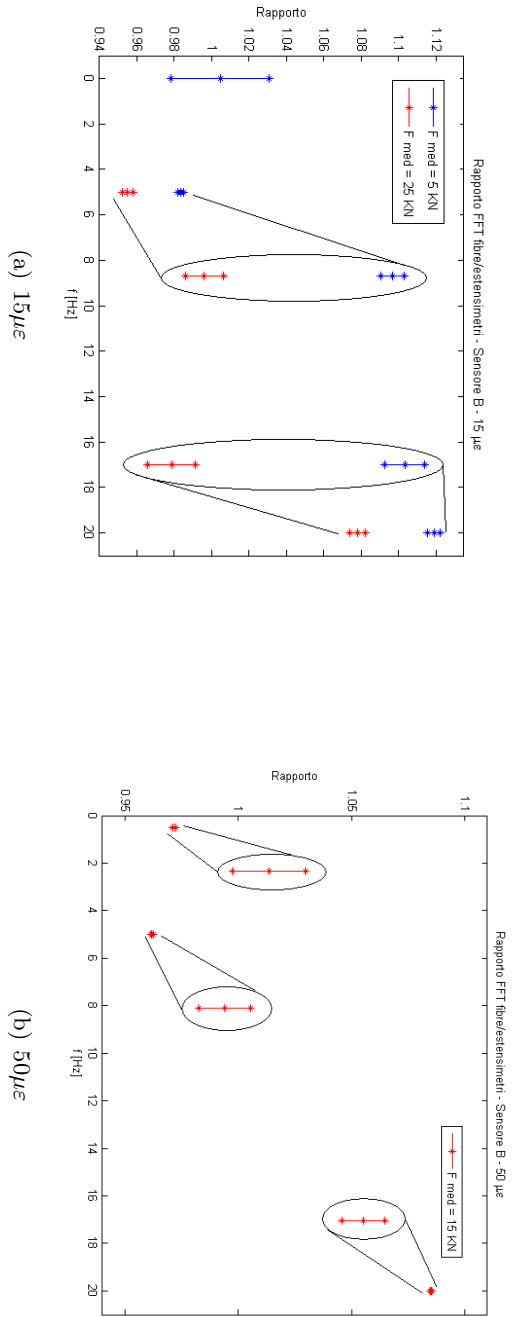 Rapporto FFT fibre/estensimetri - Sensore B - 15 µε
Rapporto
1.12
1.1
1.08
1.06
1.04
1.02
1
0.98
0.96
0.94
F med = 5 KN
F med = 25 KN
0 2 4 6 8 10 12 14 16 18 20
f [Hz]
(a) 15µε
Rapporto FFT fibre/estensimetri - Sensore B - 50 µε
Rapporto
1.1
1.05
1
0.95
F med = 15 KN
0 2 4 6 8 10 12 14 16 18 20
f [Hz]
(b) 50µε